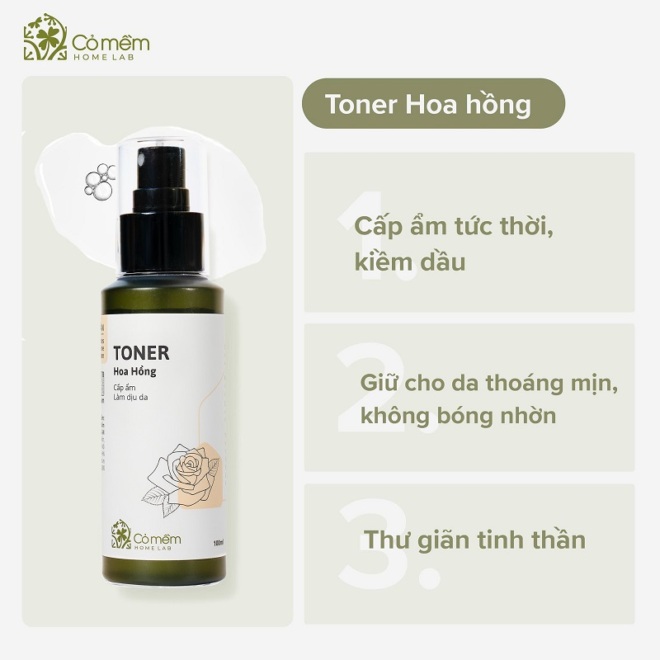 Cỏ mềm
HOME LAB
Toner Hoa hồng
1.
Cấp ẩm tức thời,
kiềm dầu
2.
Giữ cho da thoáng mịn,
không bóng nhờn
3.
Thư giãn tinh thần
TONER
Hoa Hồng
Cấp ẩm
Làm dịu da
Cỏ mềm
HOME LAB